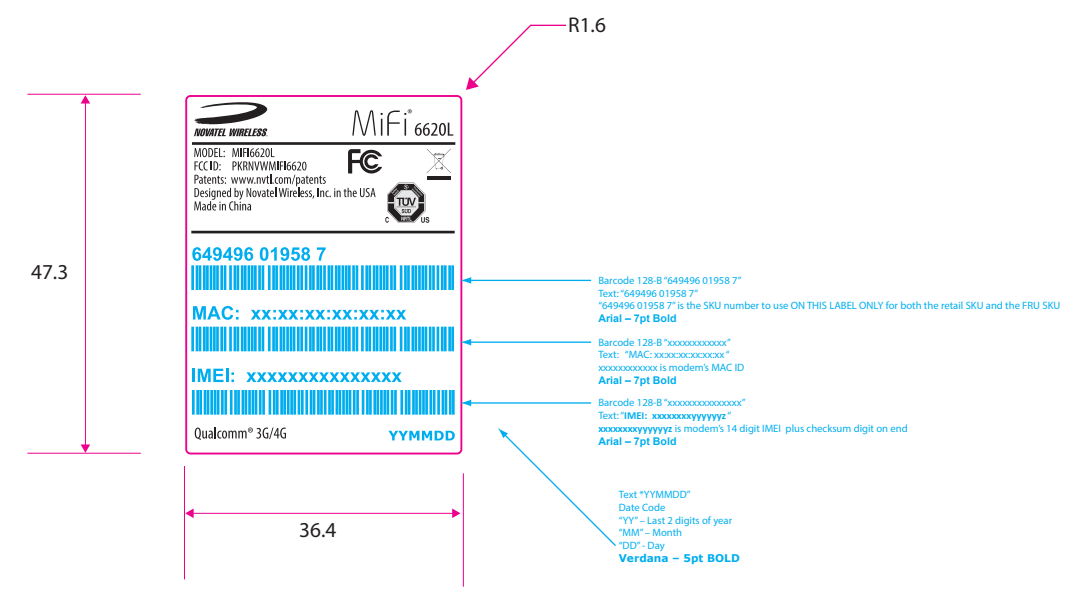 R1.6
NOVATEL WIRELESS.
MiFi® 6620L
MODEL: MIFI6620L
FCC ID: PKRNVWMIFI6620
Patents: www.nvtl.com/patents
Designed by Novatel Wireless, Inc. in the USA
Made in China
FC
TÜV
SÜD
C US
47.3
649496 01958 7
MAC: xx:xx:xx:xx:xx:xx
IMEI: xxxxxxxxxxxxxxx
Qualcomm® 3G/4G
YYMMDD
36.4
Barcode 128-B "649496 01958 7"
Text: "649496 01958 7"
"649496 01958 7" is the SKU number to use ON THIS LABEL ONLY for both the retail SKU and the FRU SKU
Arial – 7pt Bold
Barcode 128-B "xxxxxxxxxxxx"
Text: "MAC: xx:xx:xx:xx:xx:xx "
xxxxxxxxxxxx is modem's MAC ID
Arial – 7pt Bold
Barcode 128-B "xxxxxxxxxxxxxxx"
Text: "IMEI: xxxxxxxxyyyyyyz "
xxxxxxxxyyyyyyz is modem's 14 digit IMEI plus checksum digit on end
Arial – 7pt Bold
Text "YYMMDD"
Date Code
"YY" – Last 2 digits of year
"MM" – Month
"DD" - Day
Verdana – 5pt BOLD